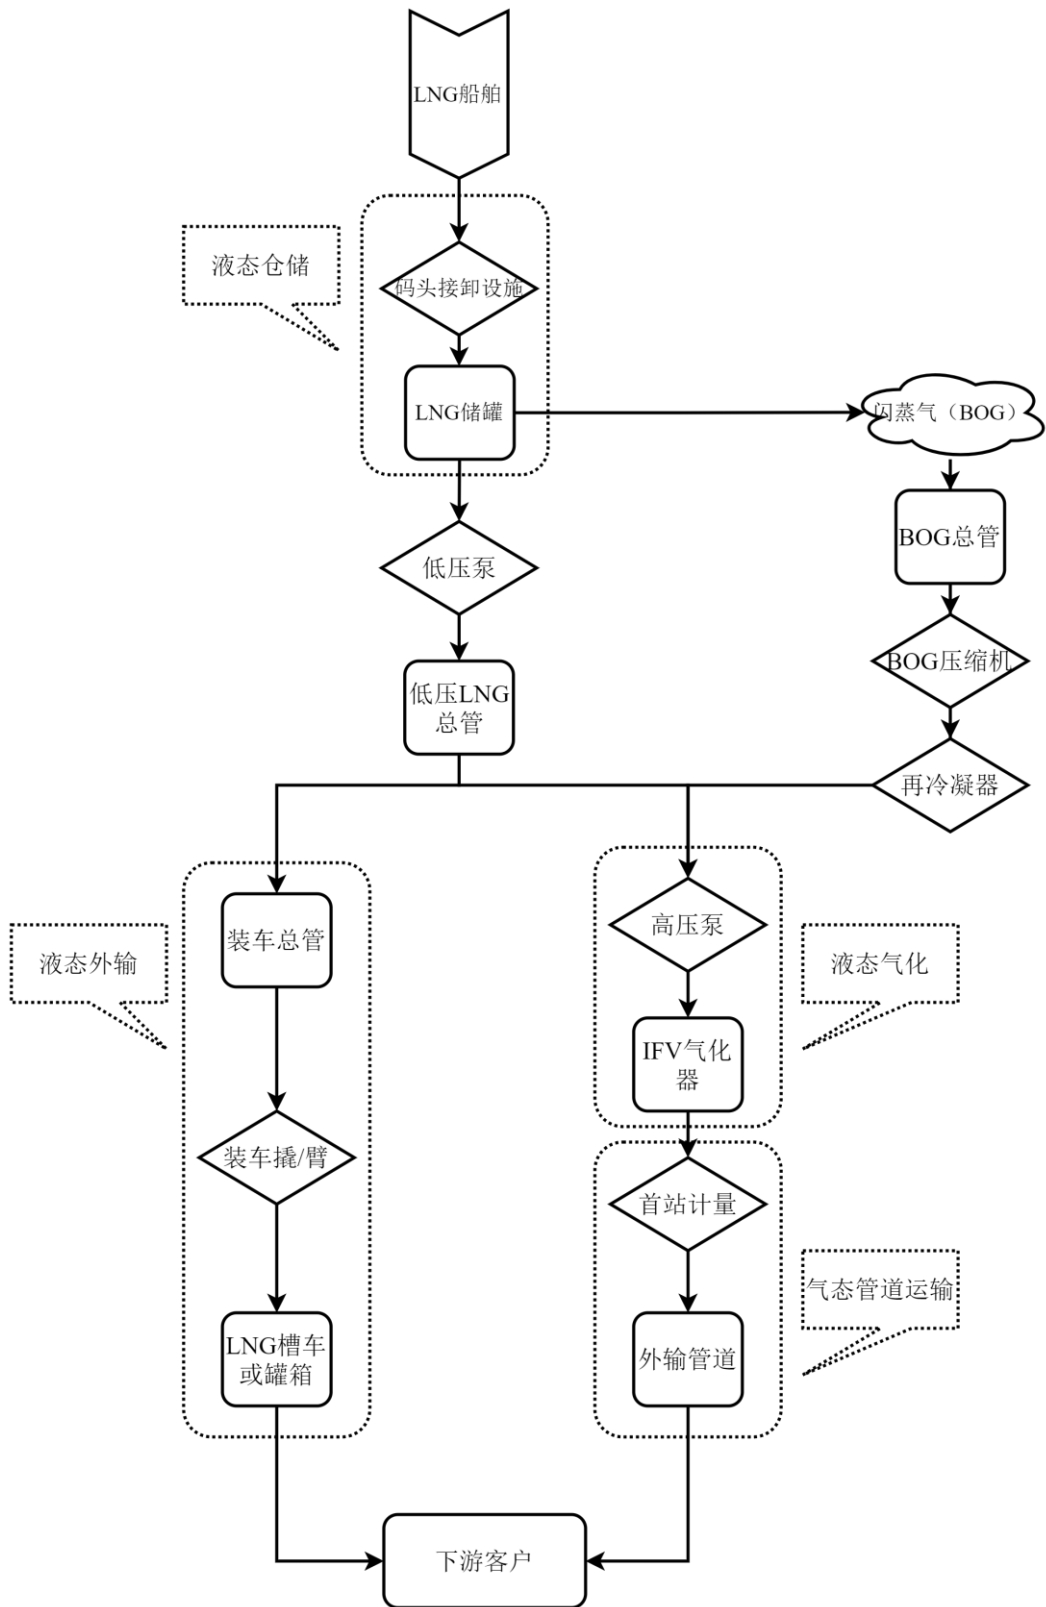 LNG船舶
液态仓储
码头接卸设施
LNG储罐
闪蒸气（BOG）
BOG总管
低压泵
BOG压缩机
低压LNG
总管
再冷凝器
装车总管
高压泵
液态外输
液态气化
IFV气化
器
装车撬/臂
首站计量
气态管道运输
LNG槽车
或罐箱
外输管道
下游客户